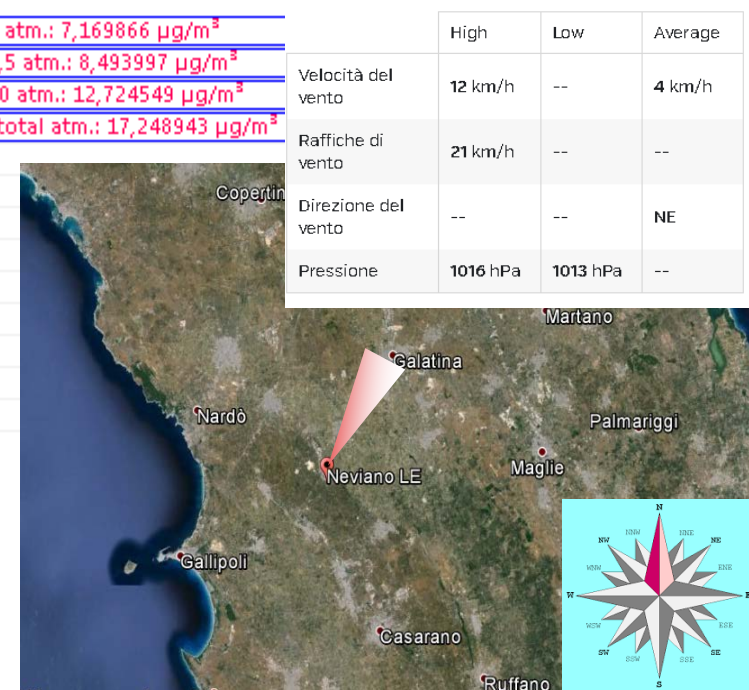 atm.: 7,169866 µg/m³
,5 atm.: 8,493997 µg/m³
0 atm.: 12,724549 µg/m³
total atm.: 17,248943 µg/m³
High Low Average
Velocità del
vento
12 km/h -- 4 km/h
Raffiche di
vento
21 km/h -- --
Direzione del
vento
-- -- NE
Pressione 1016 hPa 1013 hPa --
Copertin
Martano
Galatina
Nardò
Palmariggi
Maglie
Neviano LE
Gallipoli
Casarano
Ruffano
N
NNW NNE
NW NE
WNW ENE
W E
WSW ESE
SW SE
SSW SSE
S